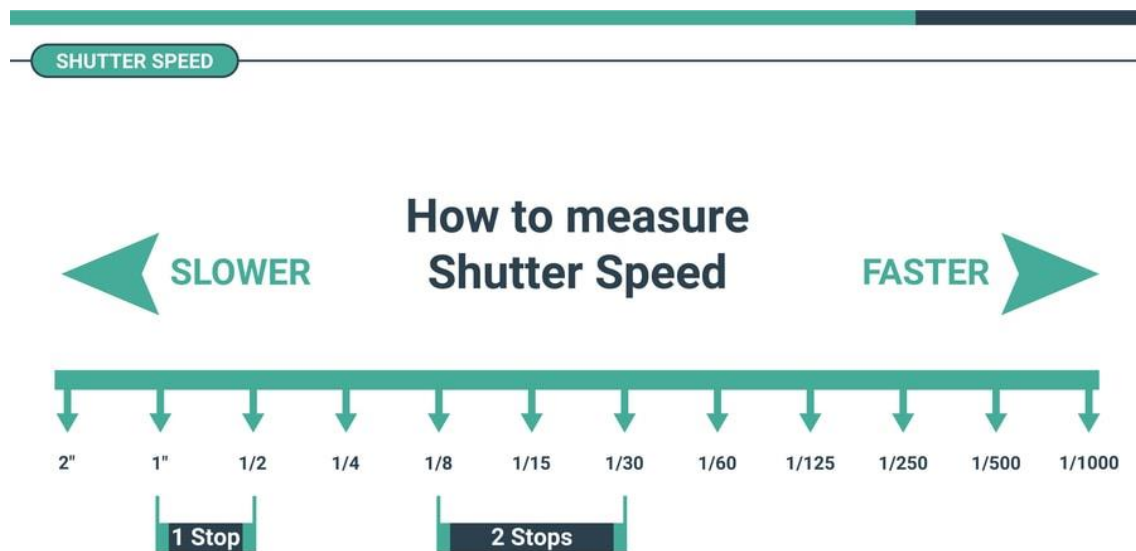 SHUTTER SPEED
How to measure
Shutter Speed
SLOWER
FASTER
2" 1" 1/2 1/4 1/8 1/15 1/30 1/60 1/125 1/250 1/500 1/1000
1 Stop 2 Stops